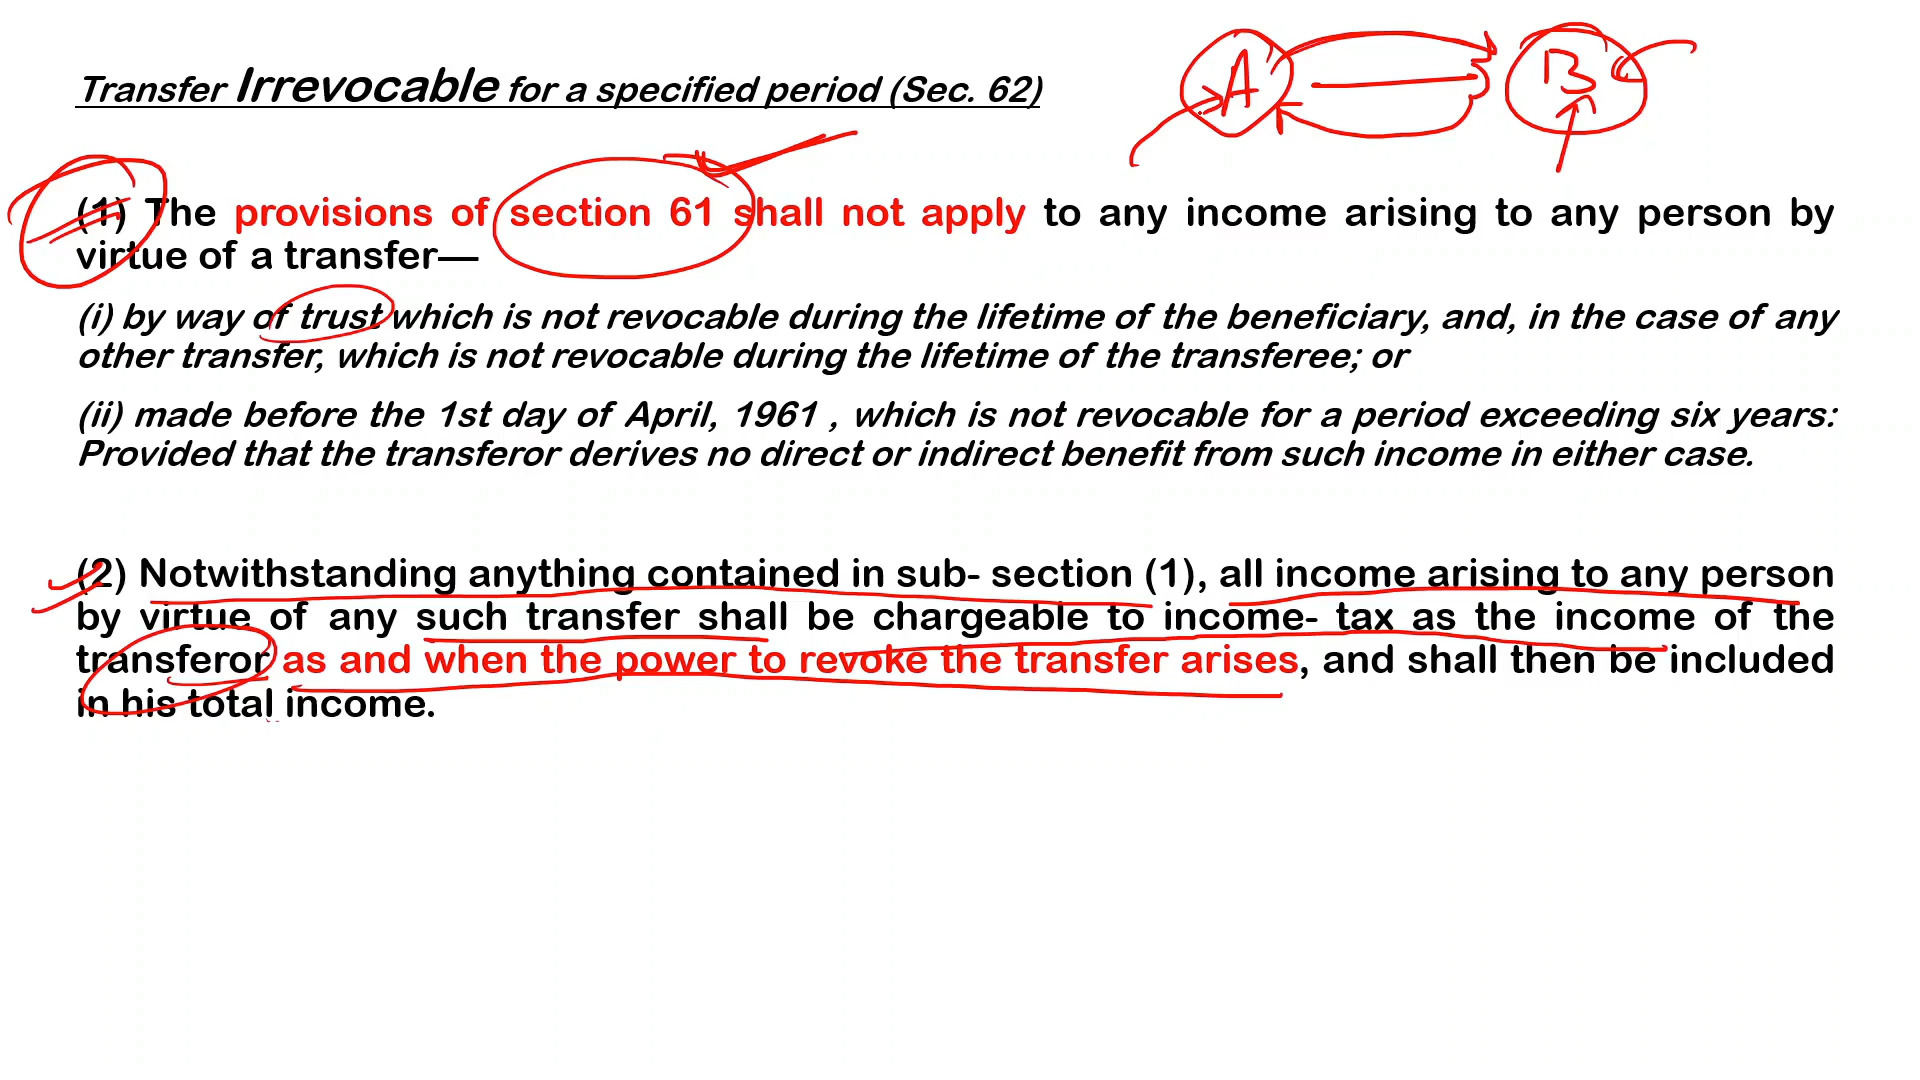 Transfer Irrevocable for a specified period (Sec. 62)
A
B
(1) The provisions of section 61 shall not apply to any income arising to any person by
virtue of a transfer—
(i) by way of trust which is not revocable during the lifetime of the beneficiary, and, in the case of any
other transfer, which is not revocable during the lifetime of the transferee; or
(ii) made before the 1st day of April, 1961 , which is not revocable for a period exceeding six years:
Provided that the transferor derives no direct or indirect benefit from such income in either case.
(2) Notwithstanding anything contained in sub- section (1), all income arising to any person
by virtue of any such transfer shall be chargeable to income- tax as the income of the
transferor as and when the power to revoke the transfer arises, and shall then be included
in his total income.